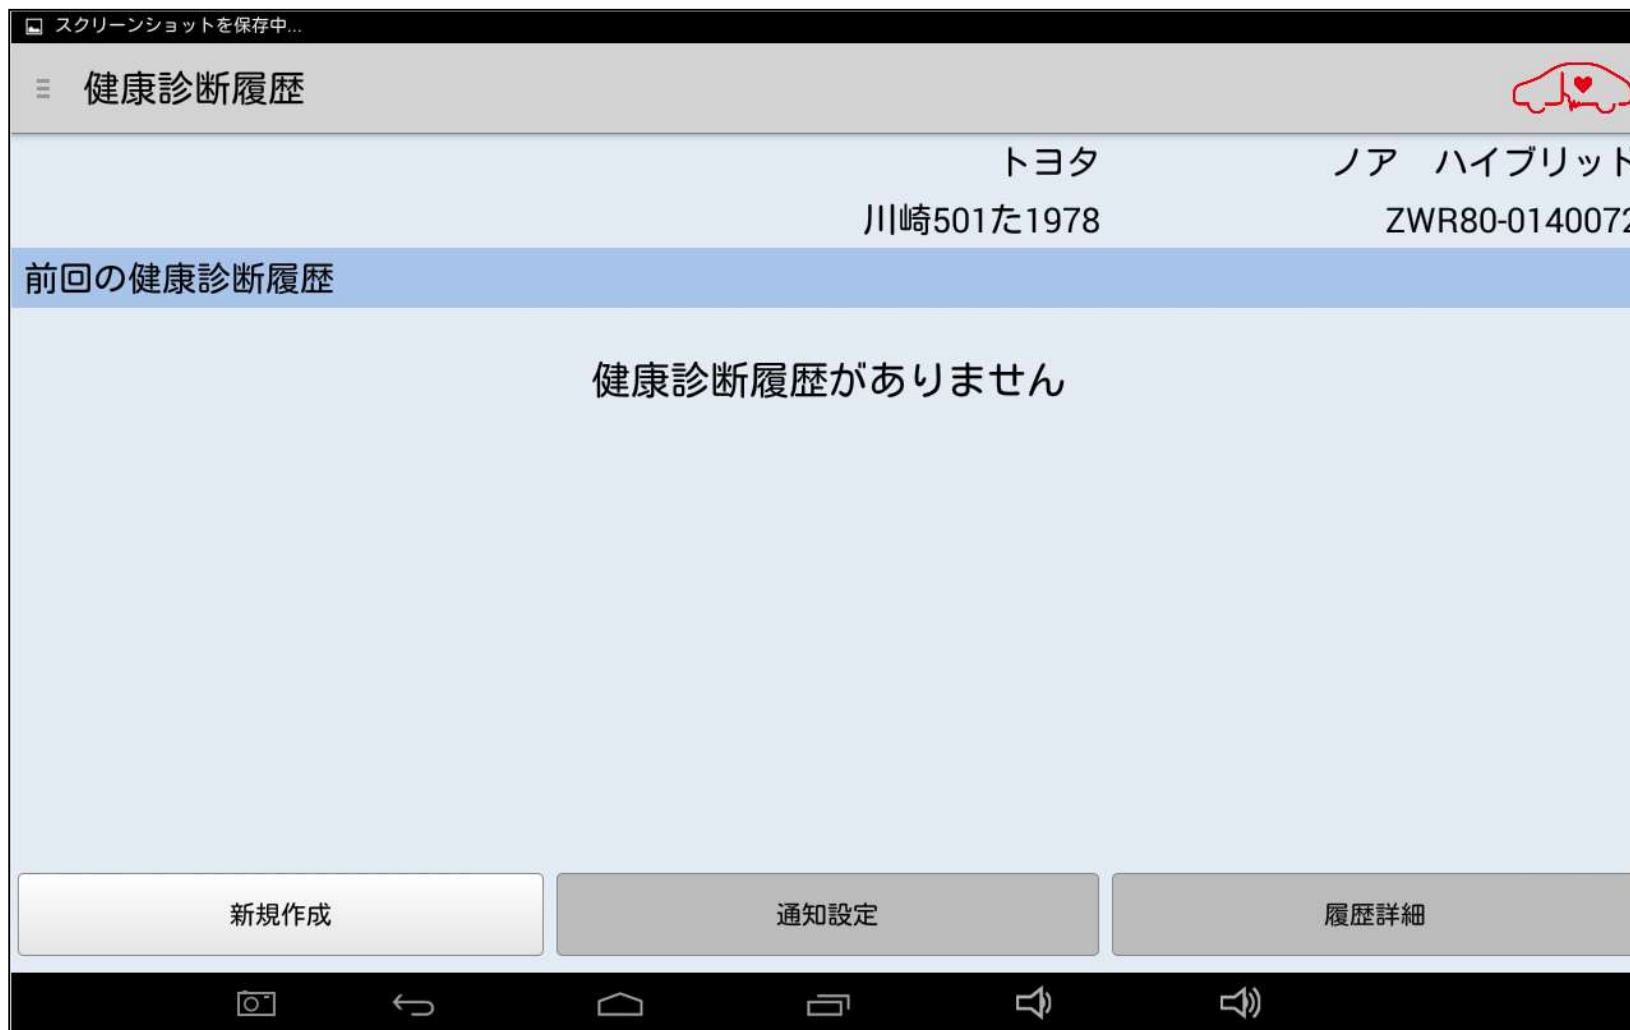 スクリーンショットを保存中...
健康診断履歴
トヨタ ノア ハイブリッド
川崎501た1978 ZWR80-0140072
前回の健康診断履歴
健康診断履歴がありません
新規作成 通知設定 履歴詳細